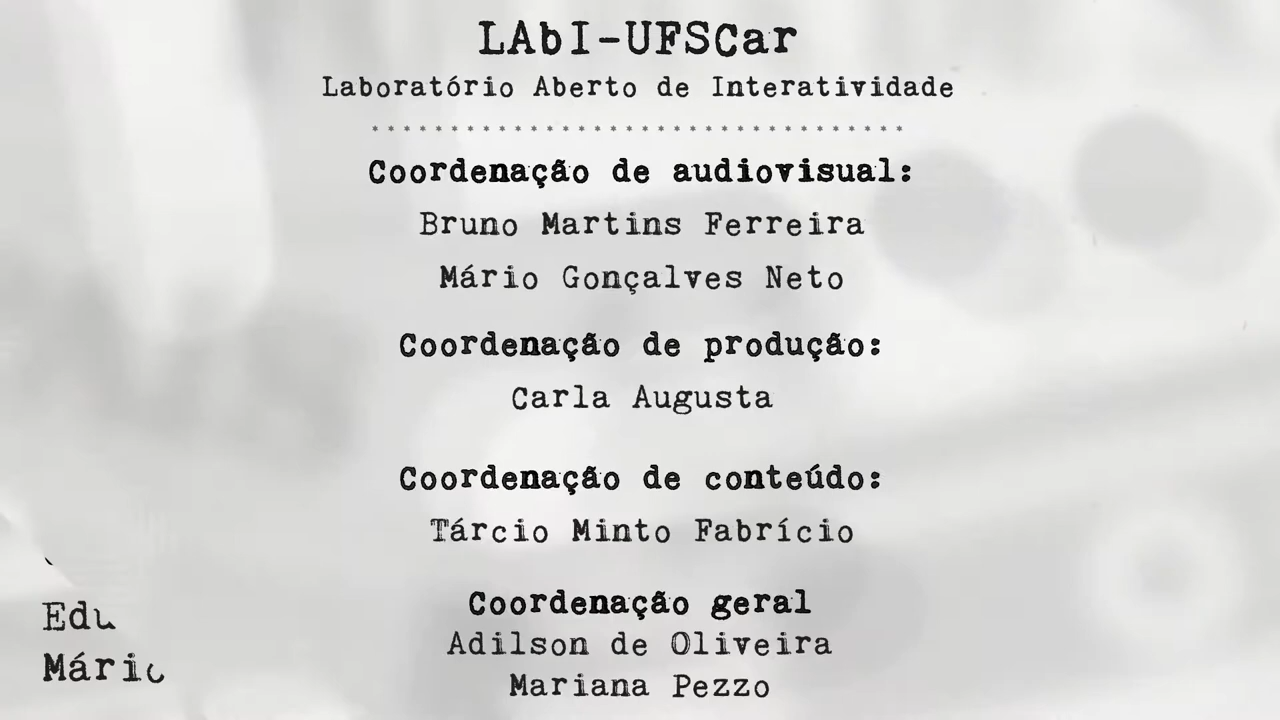 LAbI-UFSCar
Laboratório Aberto de Interatividade
Coordenação de audiovisual:
Bruno Martins Ferreira
Mário Gonçalves Neto
Coordenação de produção:
Carla Augusta
Coordenação de conteúdo:
Tárcio Minto Fabrício
Coordenação geral
Adilson de Oliveira
Mariana Pezzo
Mário